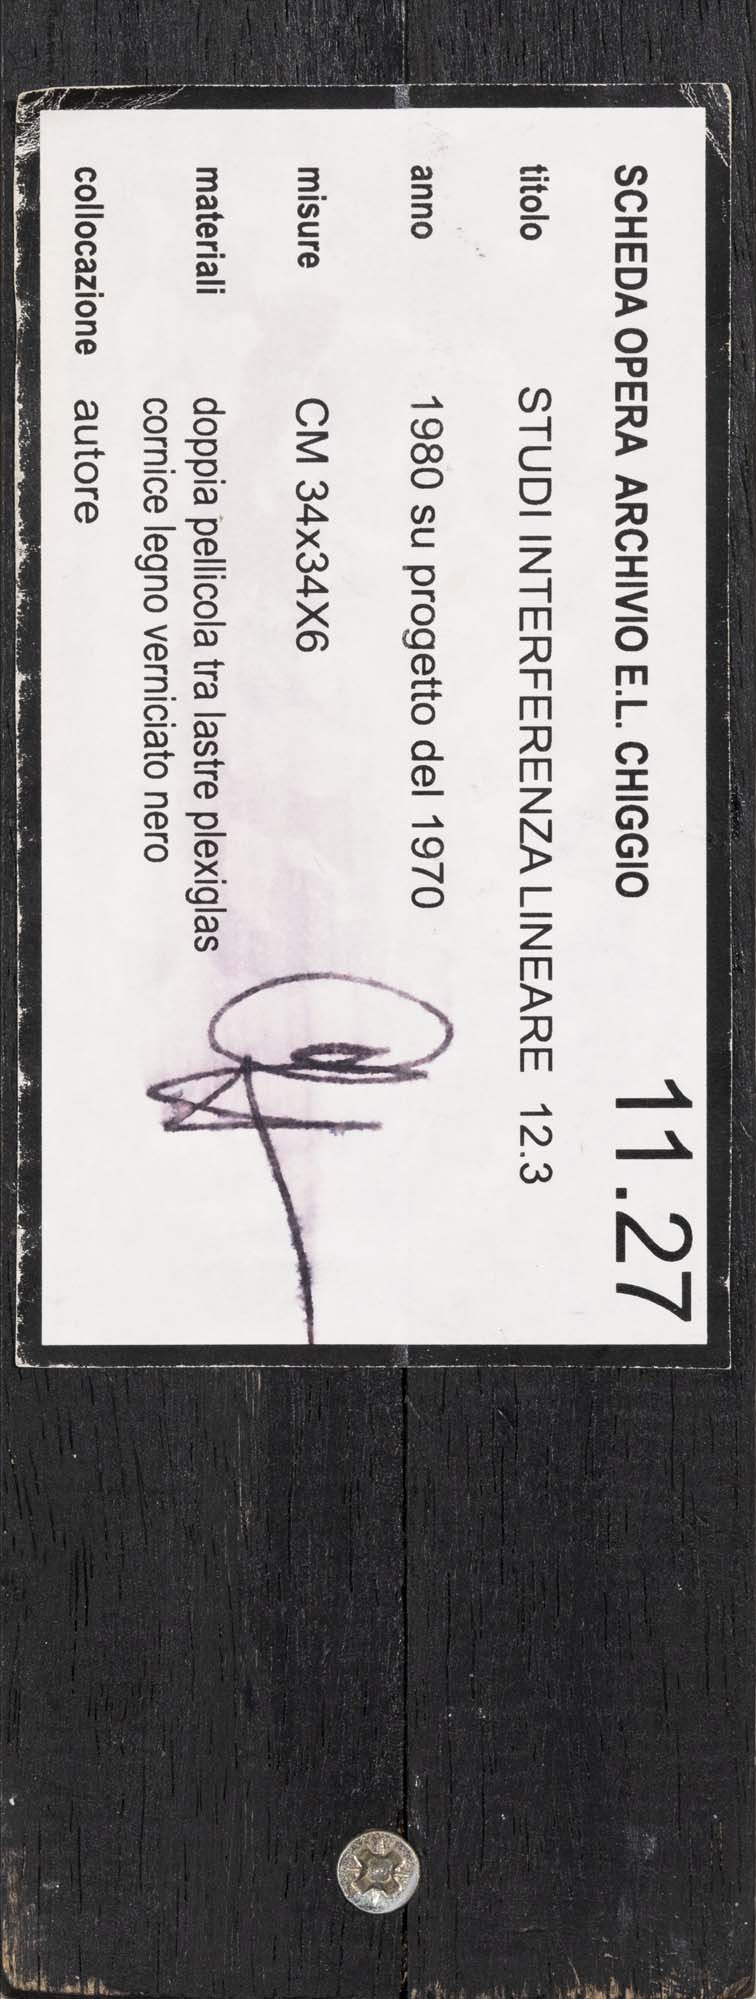 SCHEDA OPERA ARCHIVIO E.L. CHIGGIO 11.27
titolo STUDI INTERFERENZA LINEARE 12.3
anno 1980 su progetto del 1970
misure CM 34x34X6
materiali doppia pellicola tra lastre plexiglas
cornice legno verniciato nero
collocazione autore